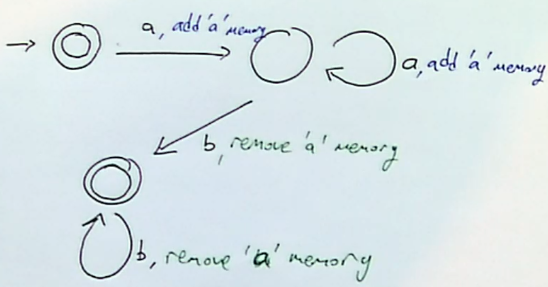 a, add 'a' memory
a, add 'a' memory
b, remove 'a' memory
b, remove 'a' memory